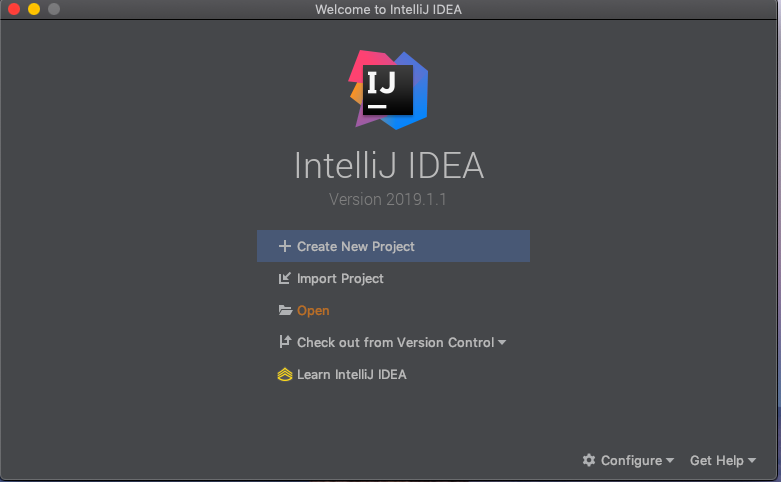 Welcome to IntelliJ IDEA
IJ
IntelliJ IDEA
Version 2019.1.1
Create New Project
Import Project
Open
Check out from Version Control
Learn IntelliJ IDEA
Configure Get Help